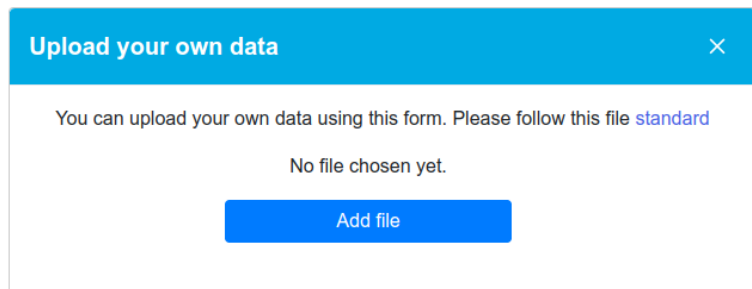 Upload your own data
You can upload your own data using this form. Please follow this file standard
No file chosen yet.
Add file